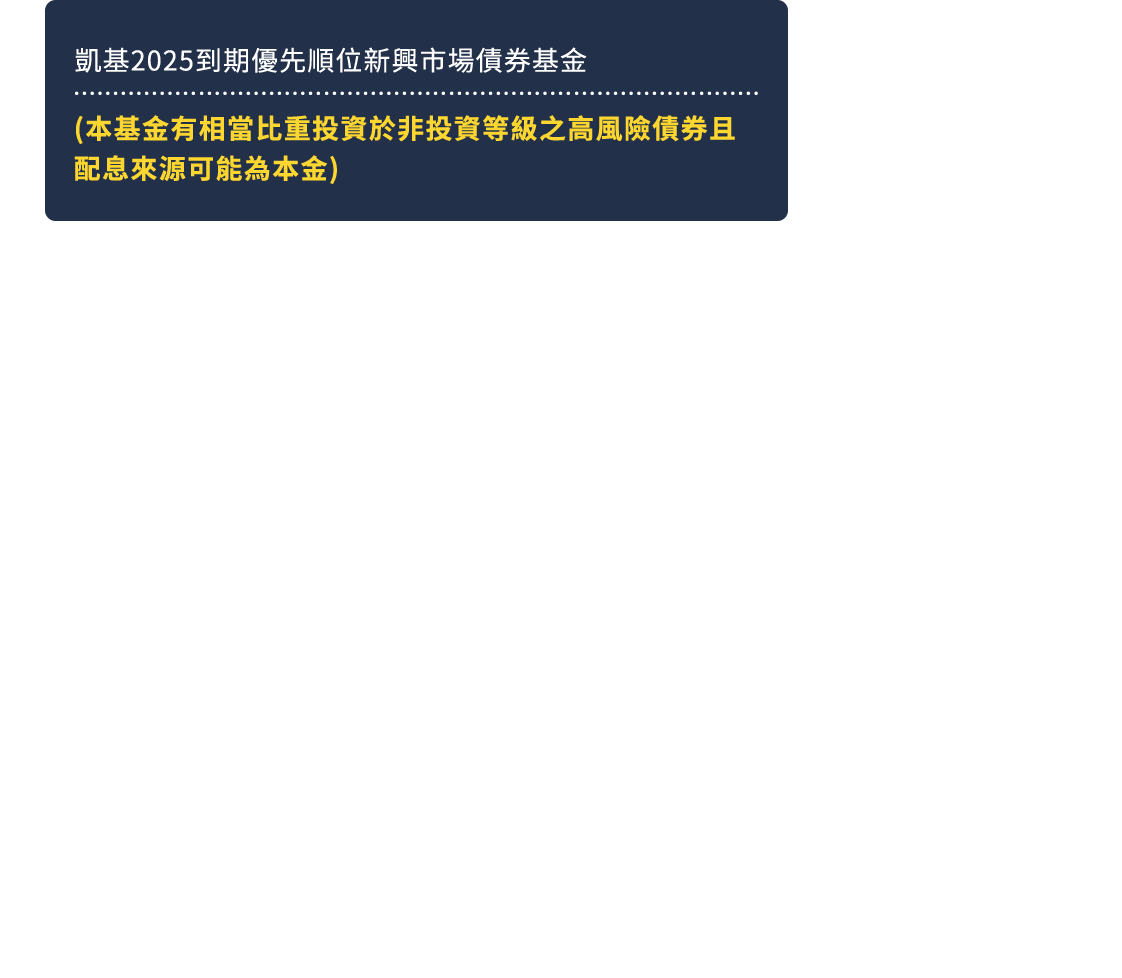 凱基2025到期優先順位新興市場債券基金
(本基金有相當比重投資於非投資等級之高風險債券且
配息來源可能為本金)